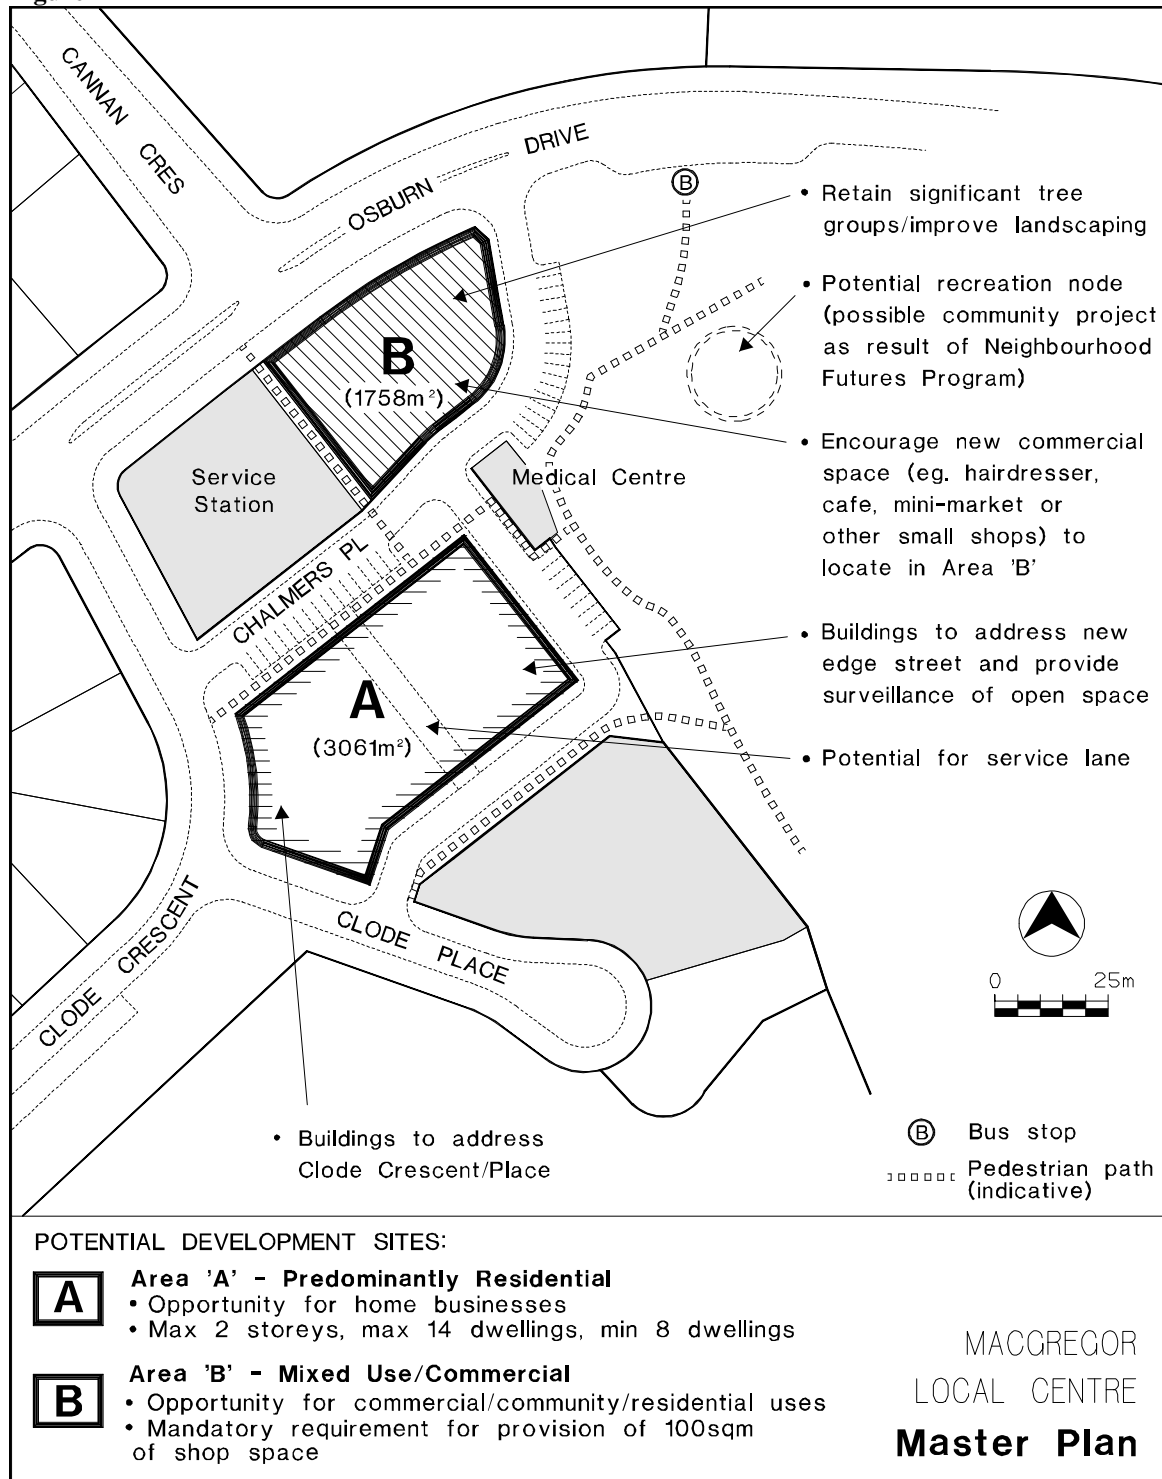 CANNAN CRES
OSBURN DRIVE
B
• Retain significant tree
groups/improve landscaping
• Potential recreation node
(possible community project
as result of Neighbourhood
Futures Program)
B
(1758m²)
• Encourage new commercial
space (eg. hairdresser,
cafe, mini-market or
other small shops) to
locate in Area 'B'
Service
Station
Medical Centre
CHALMERS PL
• Buildings to address new
edge street and provide
surveillance of open space
A
(3061m²)
• Potential for service lane
CLODE CRESCENT
CLODE PLACE
0 25m
• Buildings to address
Clode Crescent/Place
B Bus stop
Pedestrian path
(indicative)
POTENTIAL DEVELOPMENT SITES:
A
Area 'A' - Predominantly Residential
• Opportunity for home businesses
• Max 2 storeys, max 14 dwellings, min 8 dwellings
B
Area 'B' - Mixed Use/Commercial
• Opportunity for commercial/community/residential uses
• Mandatory requirement for provision of 100sqm
of shop space
MACGREGOR
LOCAL CENTRE
Master Plan